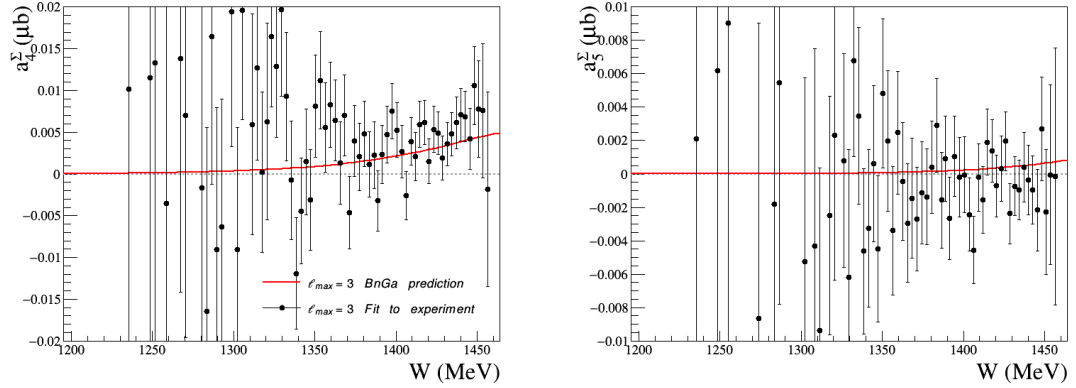 a₄^Σ (μb)
0.02
0.015
0.01
0.005
0
−0.005
−0.01
−0.015
−0.02
ℓmax = 3 BnGa prediction
ℓmax = 3 Fit to experiment
1200 1250 1300 1350 1400 1450
W (MeV)
a₅^Σ (μb)
0.01
0.008
0.006
0.004
0.002
0
−0.002
−0.004
−0.006
−0.008
−0.01
1200 1250 1300 1350 1400 1450
W (MeV)